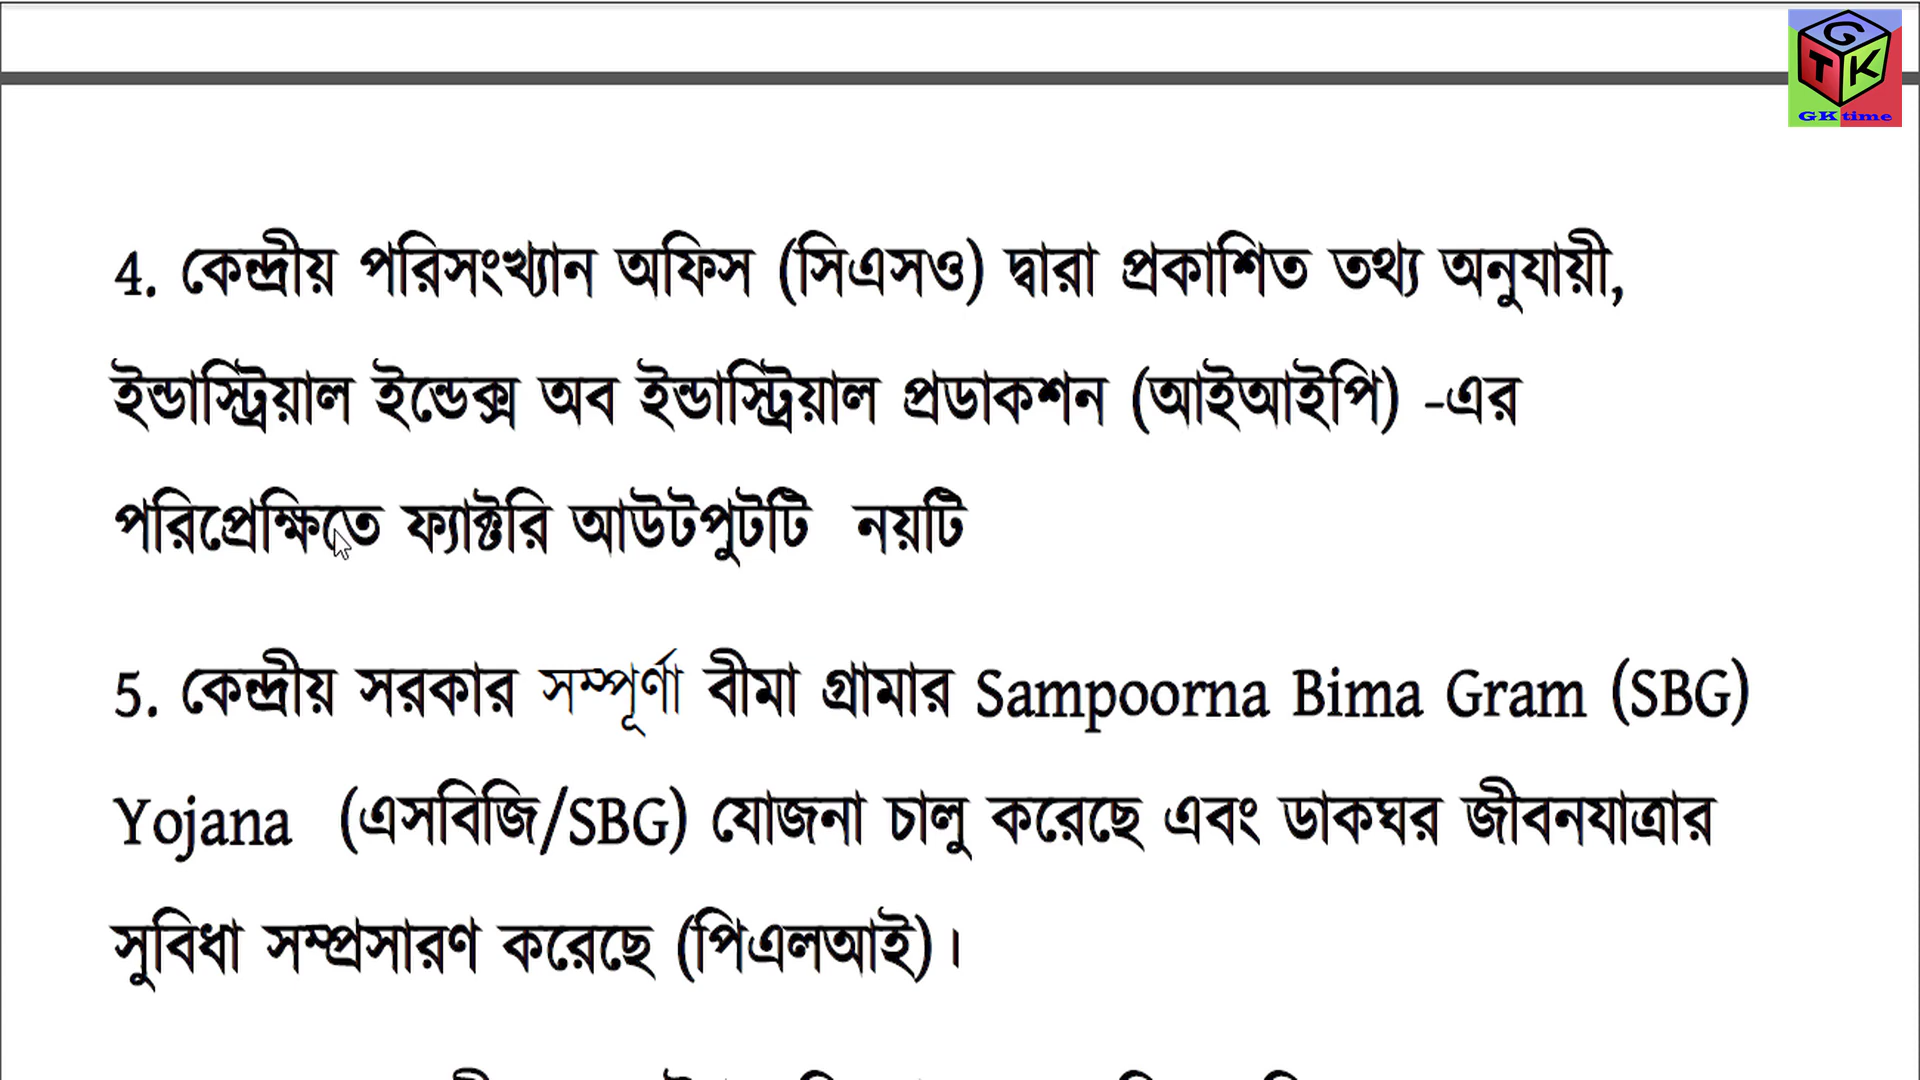 G
T K
GK time
4. কেন্দ্রীয় পরিসংখ্যান অফিস (সিএসও) দ্বারা প্রকাশিত তথ্য অনুযায়ী,
ইন্ডাস্ট্রিয়াল ইন্ডেক্স অব ইন্ডাস্ট্রিয়াল প্রডাকশন (আইআইপি) -এর
পরিপ্রেক্ষিতে ফ্যাক্টরি আউটপুটটি নয়টি
5. কেন্দ্রীয় সরকার সম্পূর্ণা বীমা গ্রামার Sampoorna Bima Gram (SBG)
Yojana (এসবিজি/SBG) যোজনা চালু করেছে এবং ডাকঘর জীবনযাত্রার
সুবিধা সম্প্রসারণ করেছে (পিএলআই)।